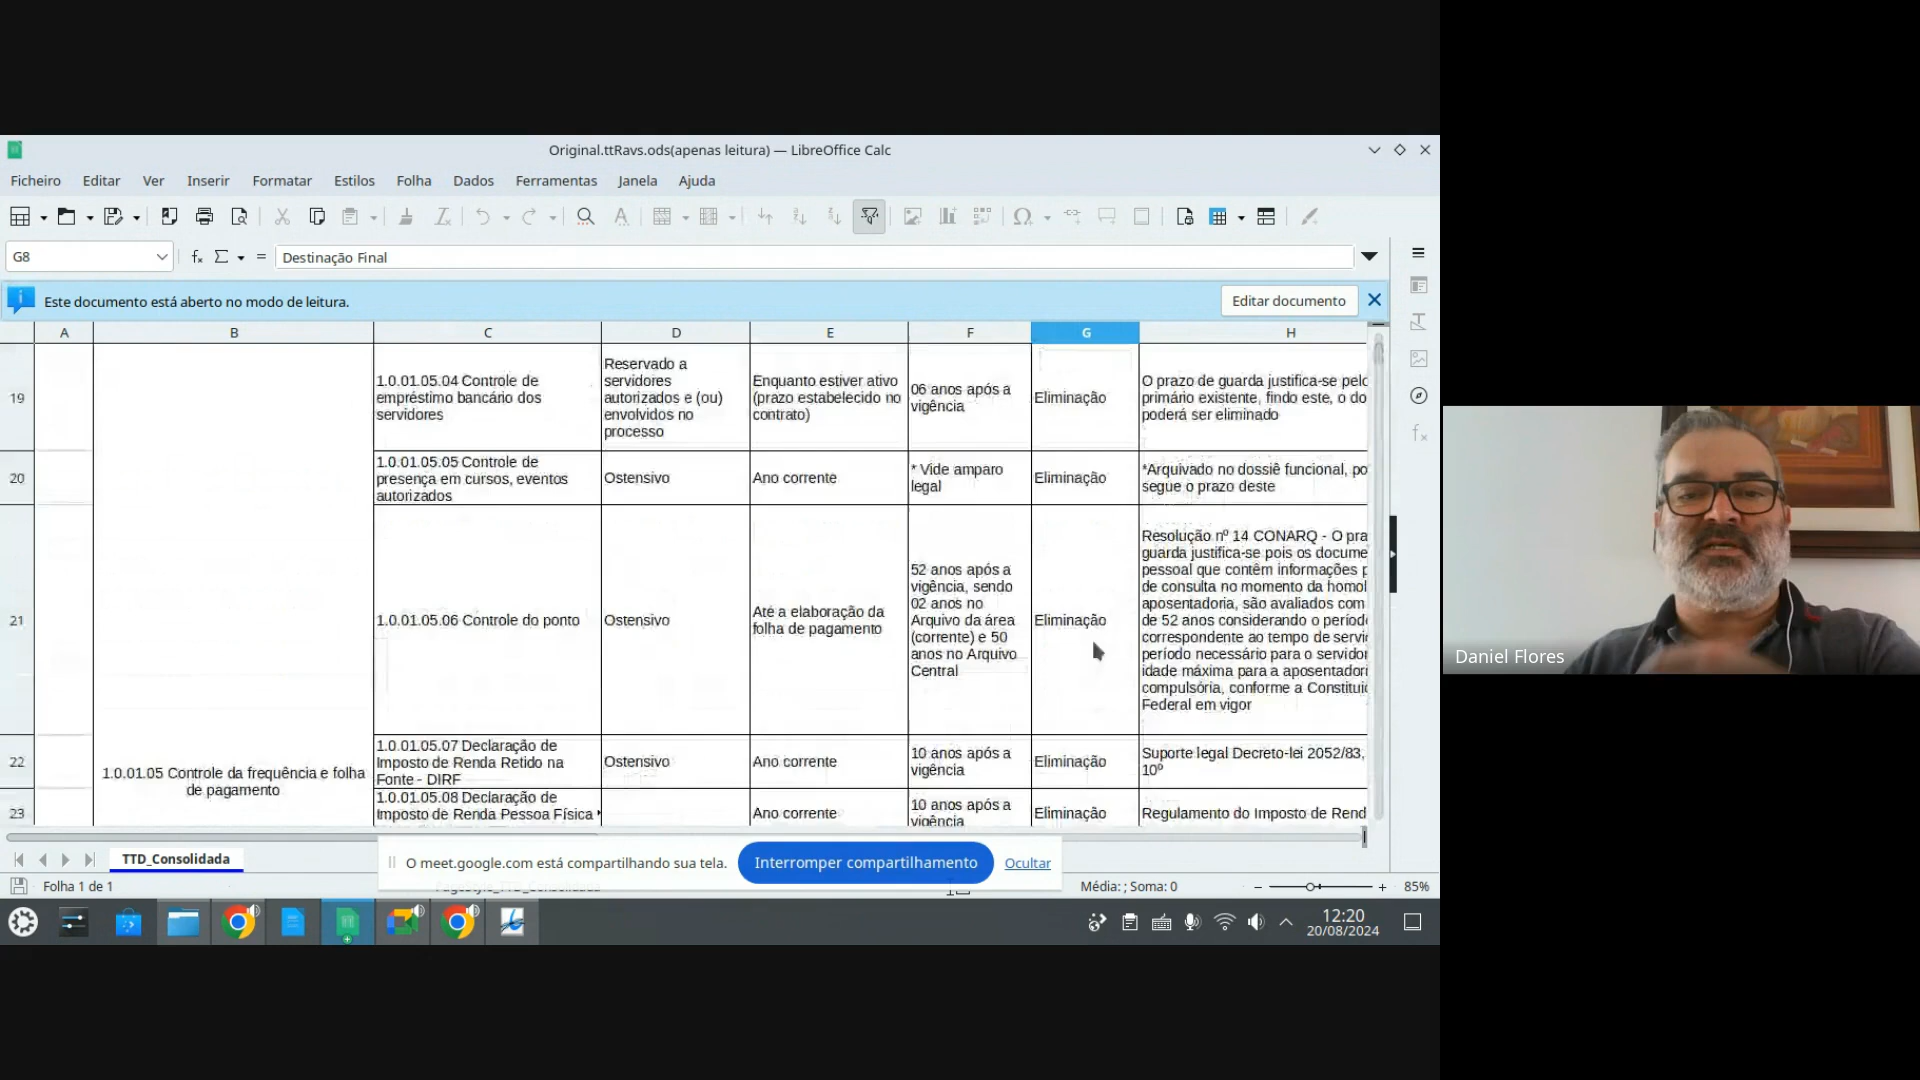 Original.ttRavs.ods(apenas leitura) — LibreOffice Calc
Ficheiro Editar Ver Inserir Formatar Estilos Folha Dados Ferramentas Janela Ajuda
G8
Destinação Final
Este documento está aberto no modo de leitura.
Editar documento
A B C D E F G H
19
1.0.01.05.04 Controle de
empréstimo bancário dos
servidores
Reservado a
servidores
autorizados e (ou)
envolvidos no
processo
Enquanto estiver ativo
(prazo estabelecido no
contrato)
06 anos após a
vigência
Eliminação
O prazo de guarda justifica-se pelo
primário existente, findo este, o do
poderá ser eliminado
20
1.0.01.05.05 Controle de
presença em cursos, eventos
autorizados
Ostensivo
Ano corrente
* Vide amparo
legal
Eliminação
*Arquivado no dossiê funcional, po
segue o prazo deste
21
1.0.01.05.06 Controle do ponto
Ostensivo
Até a elaboração da
folha de pagamento
52 anos após a
vigência, sendo
02 anos no
Arquivo da área
(corrente) e 50
anos no Arquivo
Central
Eliminação
Resolução nº 14 CONARQ - O pra
guarda justifica-se pois os docume
pessoal que contêm informações p
de consulta no momento da homol
aposentadoria, são avaliados com
de 52 anos considerando o período
correspondente ao tempo de servi
período necessário para o servidor
idade máxima para a aposentadori
compulsória, conforme a Constitui
Federal em vigor
1.0.01.05 Controle da frequência e folha
de pagamento
22
1.0.01.05.07 Declaração de
Imposto de Renda Retido na
Fonte - DIRF
Ostensivo
Ano corrente
10 anos após a
vigência
Eliminação
Suporte legal Decreto-lei 2052/83,
10º
23
1.0.01.05.08 Declaração de
Imposto de Renda Pessoa Física
Ano corrente
10 anos após a
vigência
Eliminação
Regulamento do Imposto de Rend
TTD_Consolidada
O meet.google.com está compartilhando sua tela.
Interromper compartilhamento
Ocultar
Folha 1 de 1
Média: ; Soma: 0
85%
12:20
20/08/2024
Daniel Flores